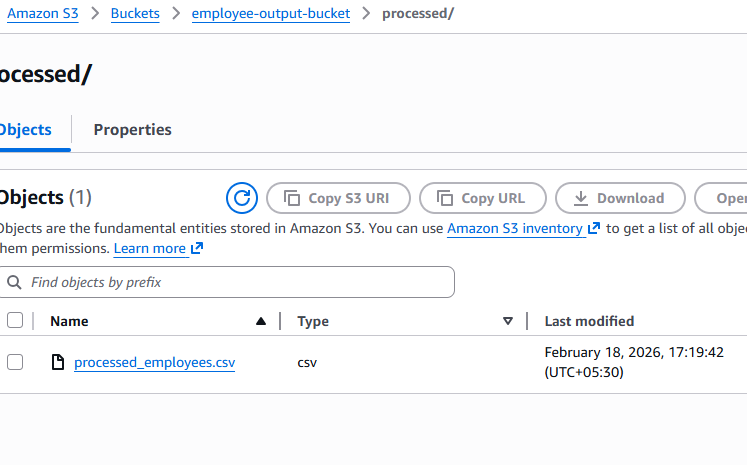 Amazon S3 > Buckets > employee-output-bucket > processed/
ocessed/
Objects Properties
Objects (1) Copy S3 URI Copy URL Download Oper
Objects are the fundamental entities stored in Amazon S3. You can use Amazon S3 inventory to get a list of all objec
hem permissions. Learn more
Find objects by prefix
Name Type Last modified
processed_employees.csv csv February 18, 2026, 17:19:42
(UTC+05:30)